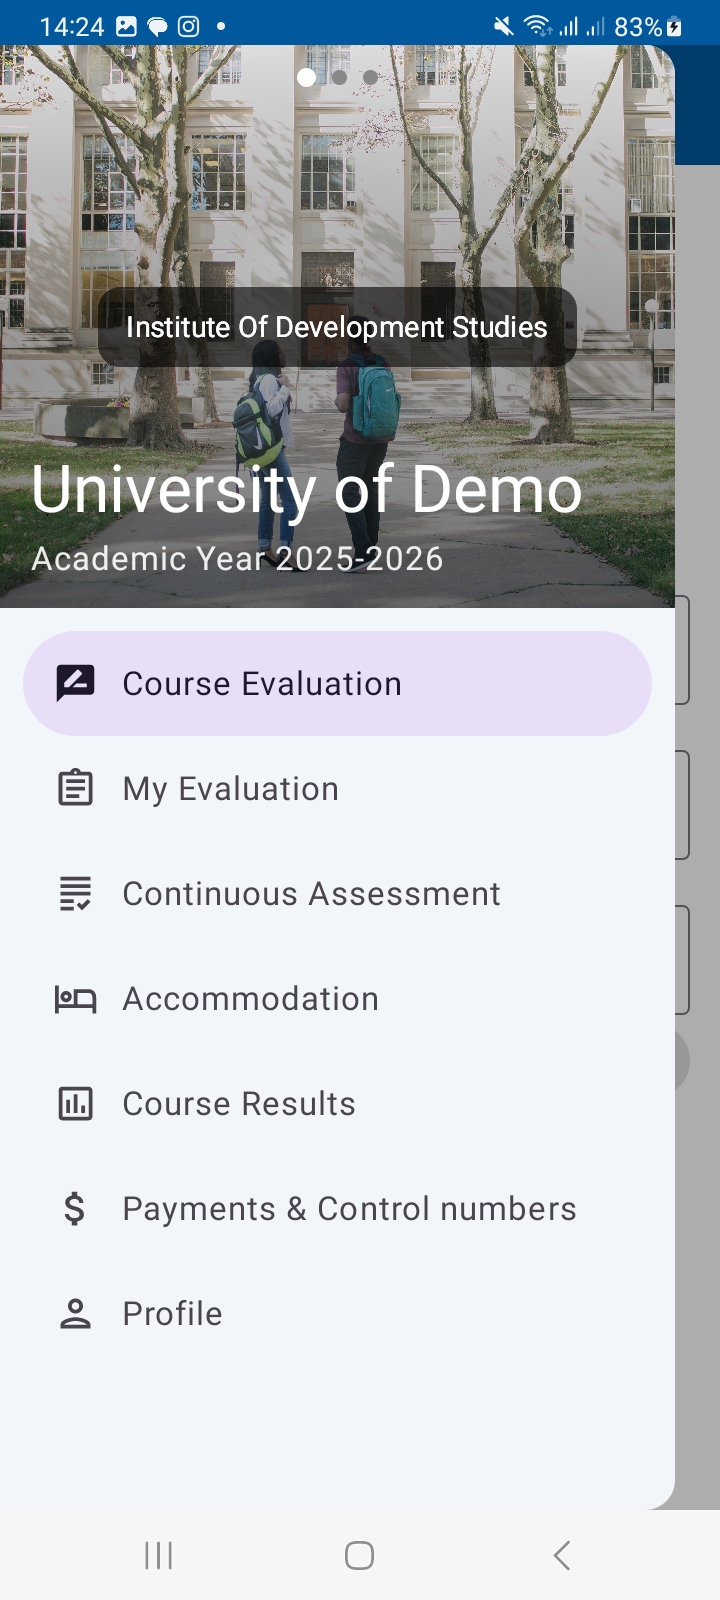 14:24
83%
Institute Of Development Studies
University of Demo
Academic Year 2025-2026
Course Evaluation
My Evaluation
Continuous Assessment
Accommodation
Course Results
Payments & Control numbers
Profile